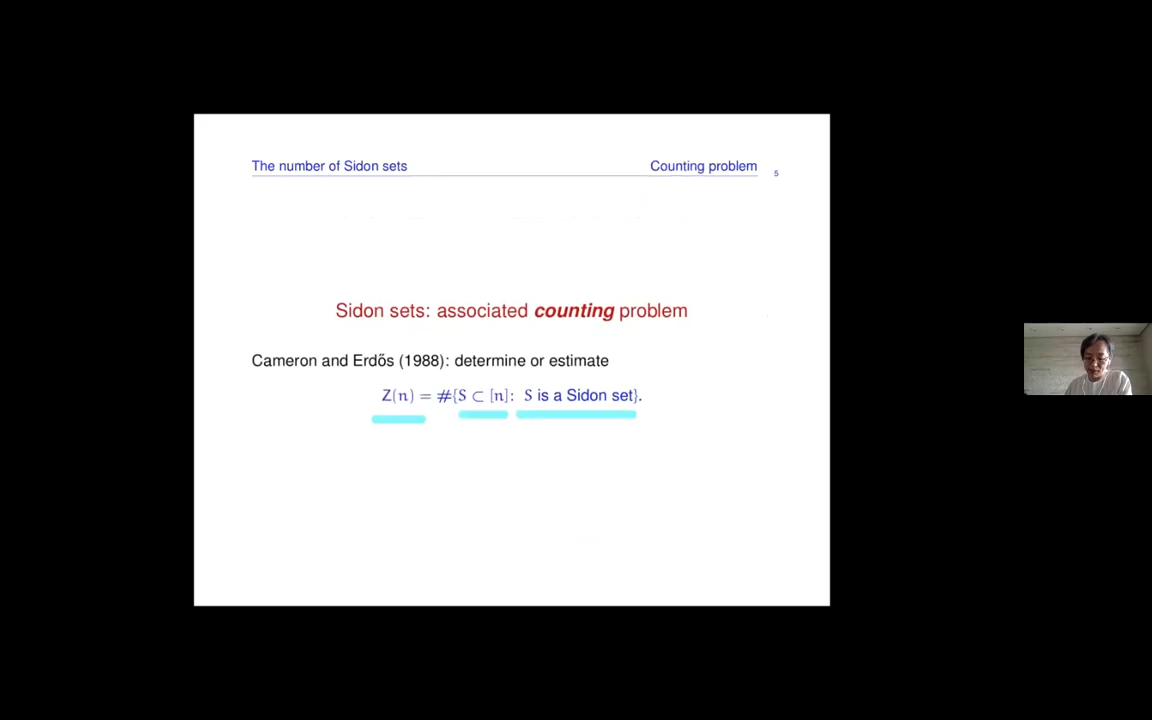 The number of Sidon sets
Counting problem
5
Sidon sets: associated counting problem
Cameron and Erdős (1988): determine or estimate
Z(n) = #{S ⊂ [n]: S is a Sidon set}.